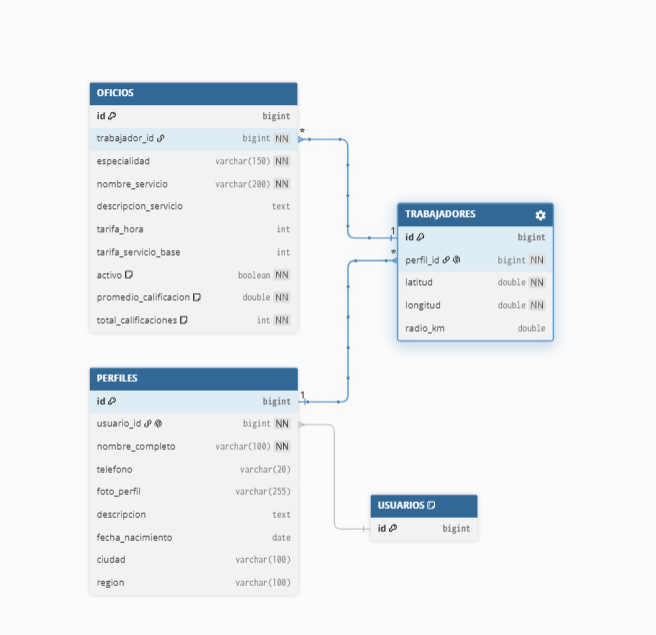 OFICIOS
id bigint
trabajador_id bigint NN
especialidad varchar(150) NN
nombre_servicio varchar(200) NN
descripcion_servicio text
tarifa_hora int
tarifa_servicio_base int
activo boolean NN
promedio_calificacion double NN
total_calificaciones int NN
*
1
*
TRABAJADORES
id bigint
perfil_id bigint NN
latitud double NN
longitud double NN
radio_km double
PERFILES
1
id bigint
usuario_id bigint NN
nombre_completo varchar(100) NN
telefono varchar(20)
foto_perfil varchar(255)
descripcion text
fecha_nacimiento date
ciudad varchar(100)
region varchar(100)
USUARIOS
id bigint